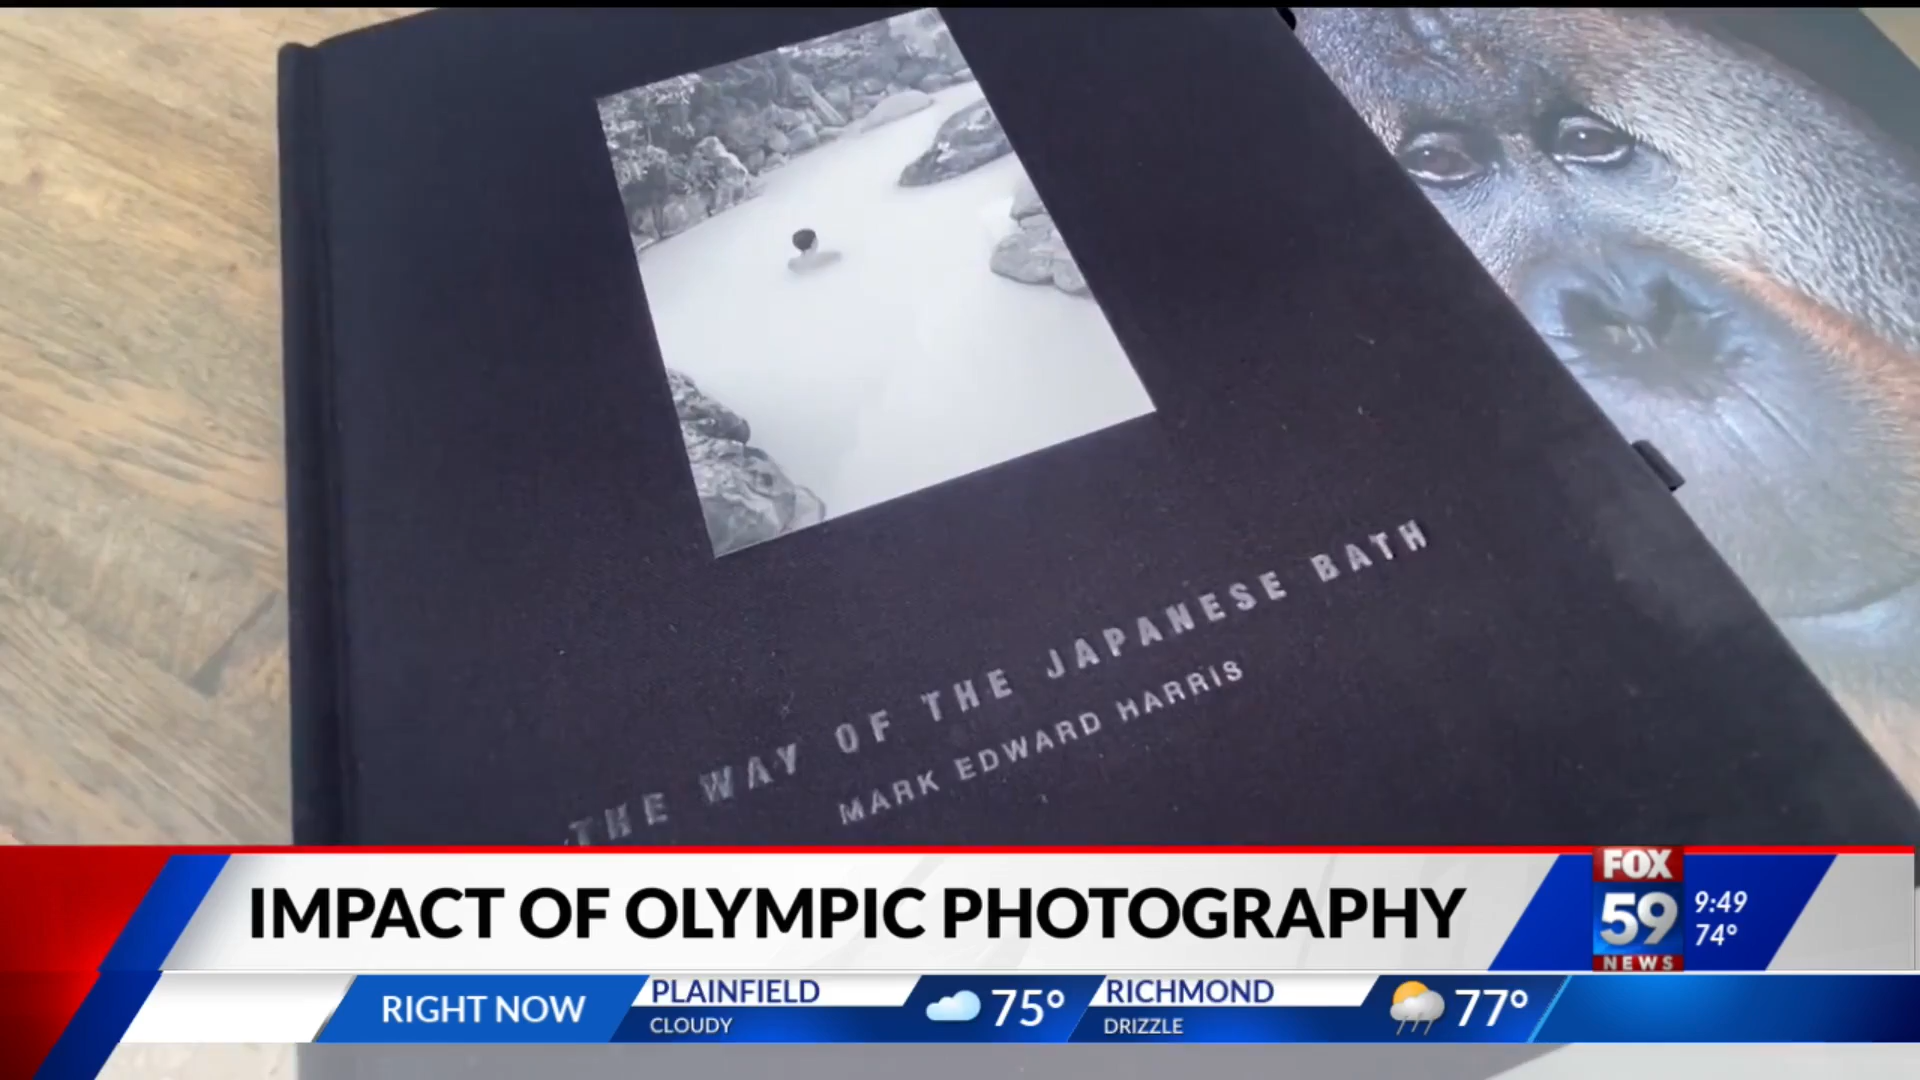 THE WAY OF THE JAPANESE BATH
MARK EDWARD HARRIS
IMPACT OF OLYMPIC PHOTOGRAPHY
FOX
59
NEWS
9:49
74°
RIGHT NOW
PLAINFIELD
CLOUDY
75°
RICHMOND
DRIZZLE
77°